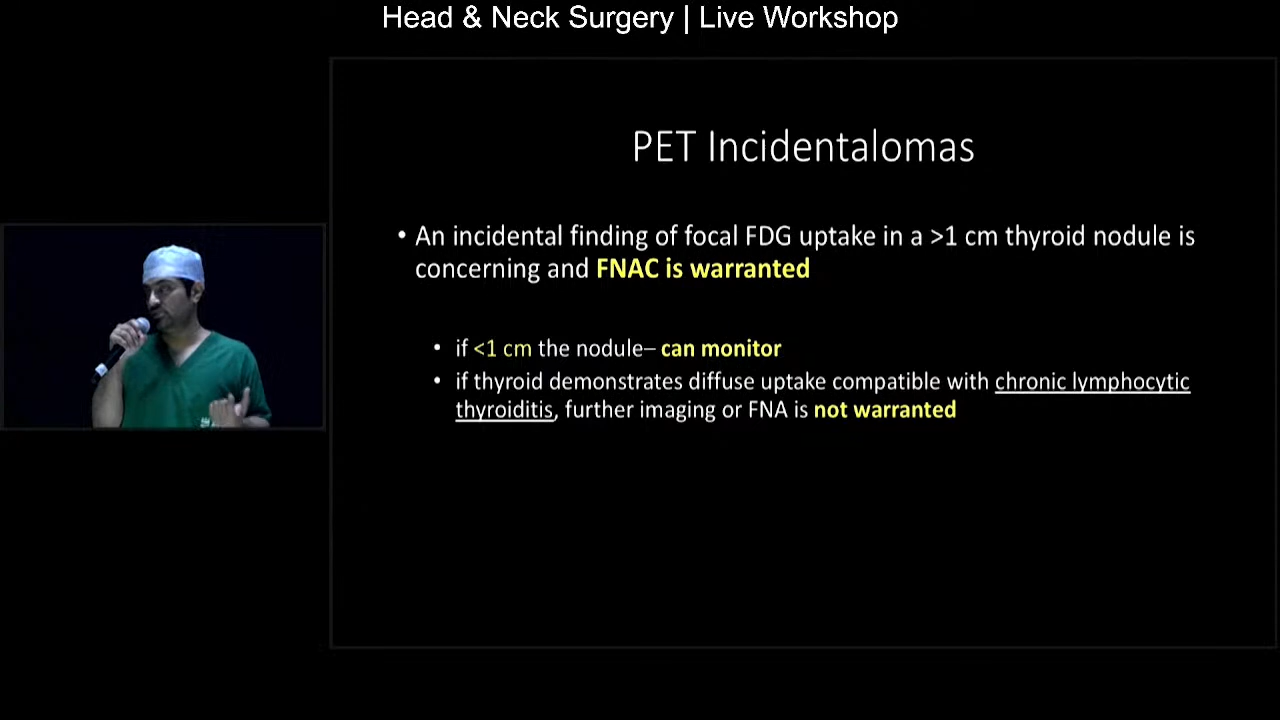 Head & Neck Surgery | Live Workshop
PET Incidentalomas
• An incidental finding of focal FDG uptake in a >1 cm thyroid nodule is
concerning and FNAC is warranted
• if <1 cm the nodule– can monitor
• if thyroid demonstrates diffuse uptake compatible with chronic lymphocytic
thyroiditis, further imaging or FNA is not warranted